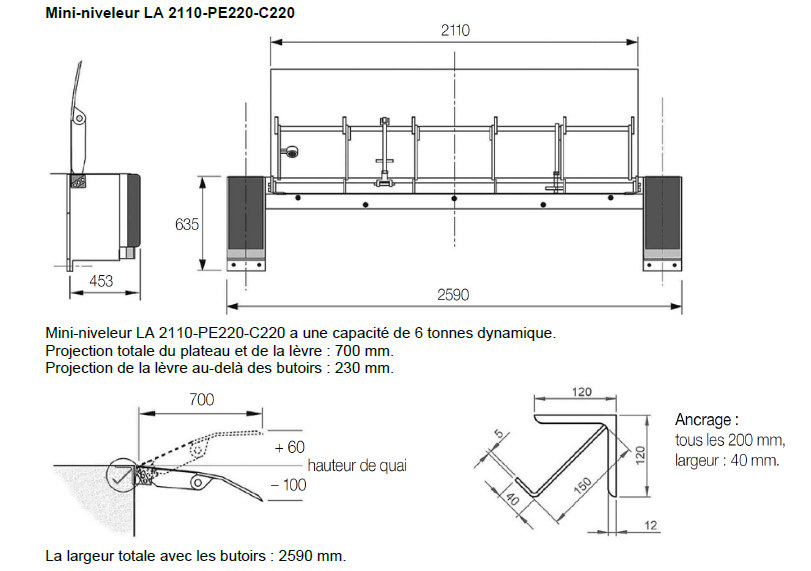 Mini-niveleur LA 2110-PE220-C220
2110
635
453
2590
Mini-niveleur LA 2110-PE220-C220 a une capacité de 6 tonnes dynamique.
Projection totale du plateau et de la lèvre : 700 mm.
Projection de la lèvre au-delà des butoirs : 230 mm.
700
+ 60
hauteur de quai
– 100
120
5
120
150
40
12
Ancrage :
tous les 200 mm,
largeur : 40 mm.
La largeur totale avec les butoirs : 2590 mm.